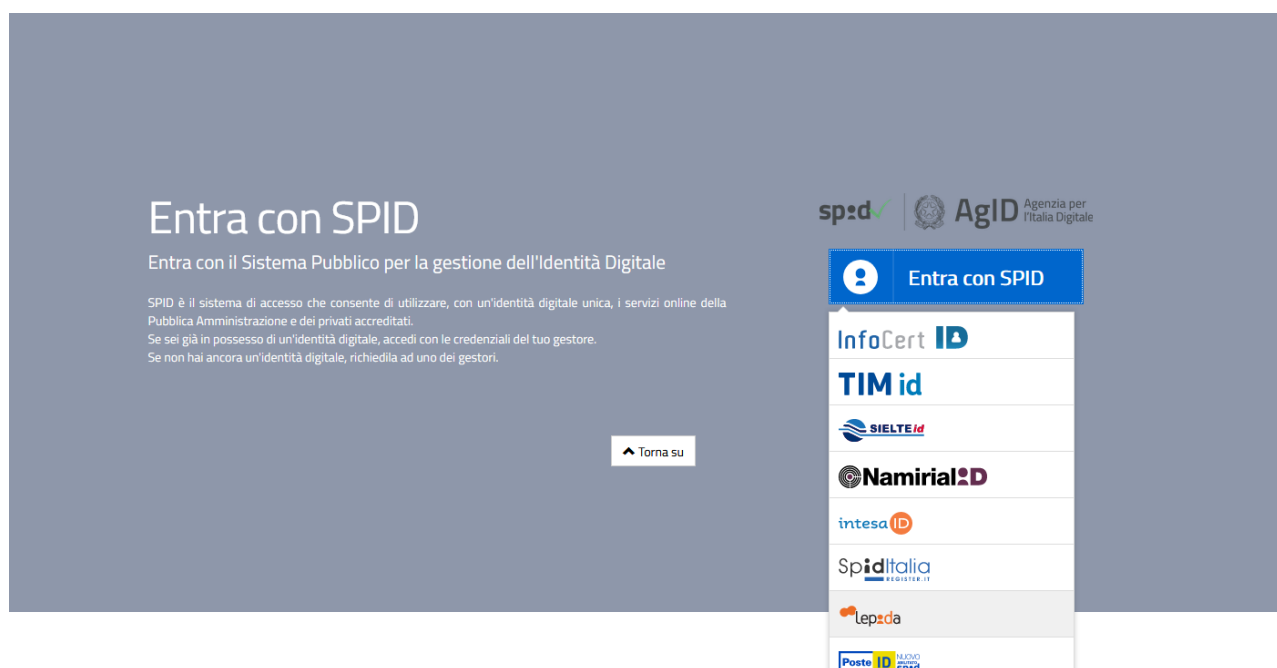 Entra con SPID
Entra con il Sistema Pubblico per la gestione dell'Identità Digitale
SPID è il sistema di accesso che consente di utilizzare, con un'identità digitale unica, i servizi online della
Pubblica Amministrazione e dei privati accreditati.
Se sei già in possesso di un'identità digitale, accedi con le credenziali del tuo gestore.
Se non hai ancora un'identità digitale, richiedila ad uno dei gestori.
Torna su
spid
AgID Agenzia per
l'Italia Digitale
Entra con SPID
InfoCert ID
TIM id
SIELTE id
Namirial ID
intesa ID
SpidItalia
REGISTER.IT
lepida
Poste ID NUOVO